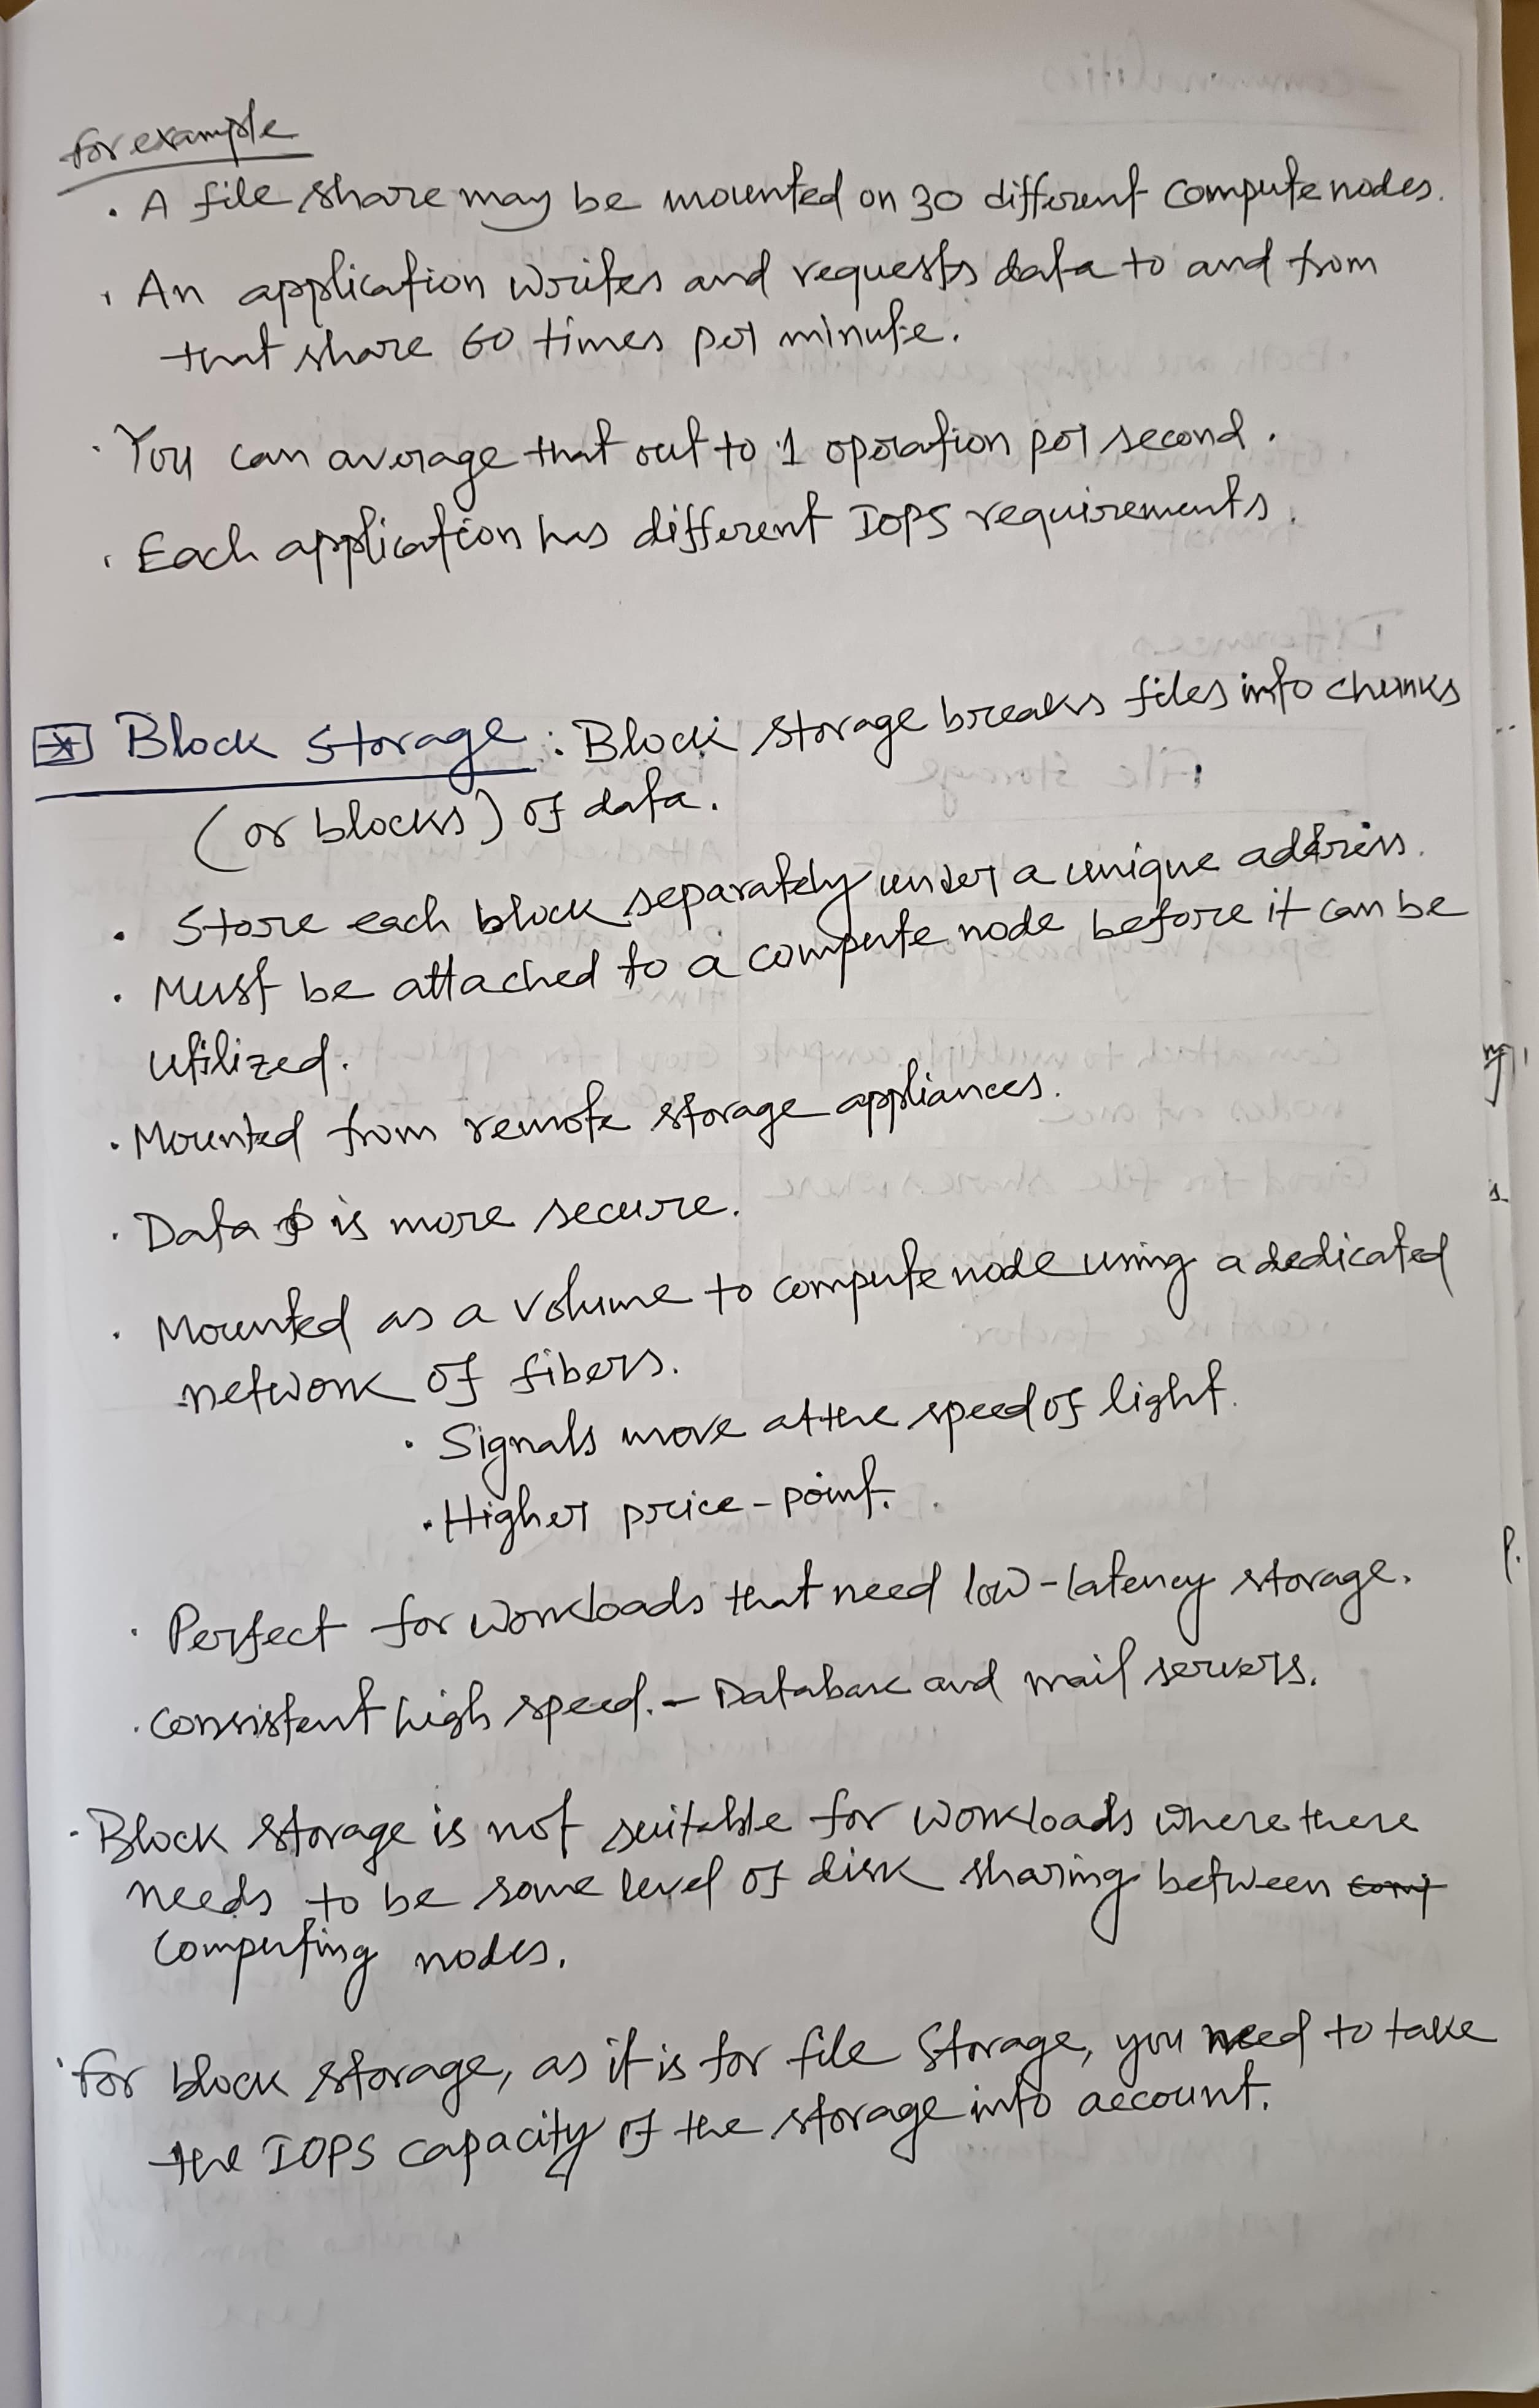 for example
· A file share may be mounted on 30 different compute nodes.
· An application writes and requests data to and from
that share 60 times per minute.
· You can average that out to 1 operation per second.
· Each application has different IOPS requirements.
Block Storage : Block storage breaks files into chunks
(or blocks) of data.
· Store each block separately under a unique address.
· Must be attached to a compute node before it can be
utilized.
· Mounted from remote storage appliances.
· Data is more secure.
· Mounted as a volume to compute node using a dedicated
network of fibers.
· Signals move at the speed of light.
· Higher price-point.
· Perfect for workloads that need low-latency storage.
· consistent high speed. - Database and mail servers.
· Block storage is not suitable for workloads where there
needs to be some level of disk sharing between
computing nodes.
· for block storage, as it is for file storage, you need to take
the IOPS capacity of the storage into account.